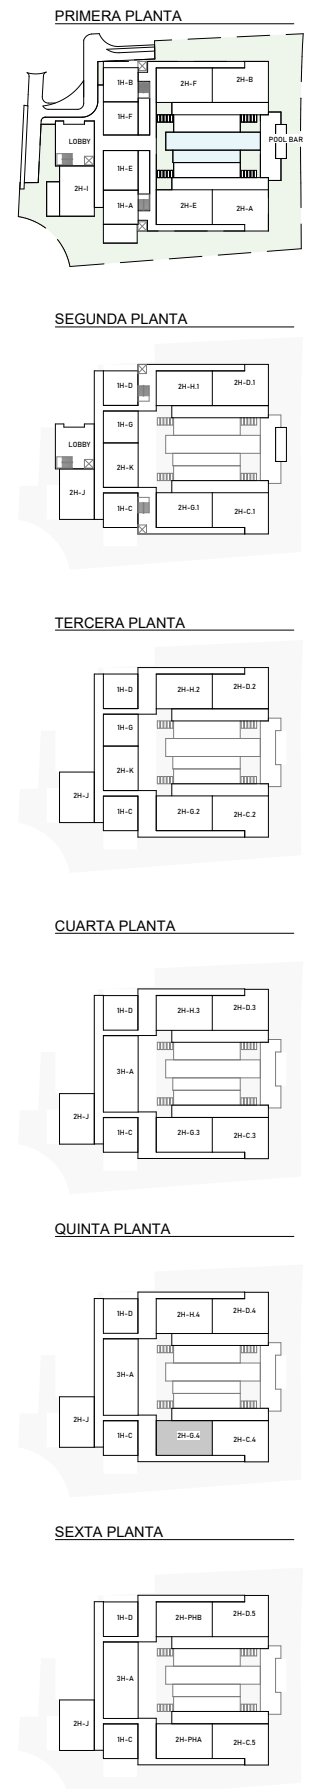 PRIMERA PLANTA
1H-B
2H-F
2H-B
1H-F
LOBBY
POOL BAR
1H-E
2H-I
1H-A
2H-E
2H-A
SEGUNDA PLANTA
1H-D
2H-H.1
2H-D.1
1H-G
LOBBY
2H-K
2H-J
1H-C
2H-G.1
2H-C.1
TERCERA PLANTA
1H-D
2H-H.2
2H-D.2
1H-G
2H-K
2H-J
1H-C
2H-G.2
2H-C.2
CUARTA PLANTA
1H-D
2H-H.3
2H-D.3
3H-A
2H-J
1H-C
2H-G.3
2H-C.3
QUINTA PLANTA
1H-D
2H-H.4
2H-D.4
3H-A
2H-J
1H-C
2H-G.4
2H-C.4
SEXTA PLANTA
1H-D
2H-PHB
2H-D.5
3H-A
2H-J
1H-C
2H-PHA
2H-C.5